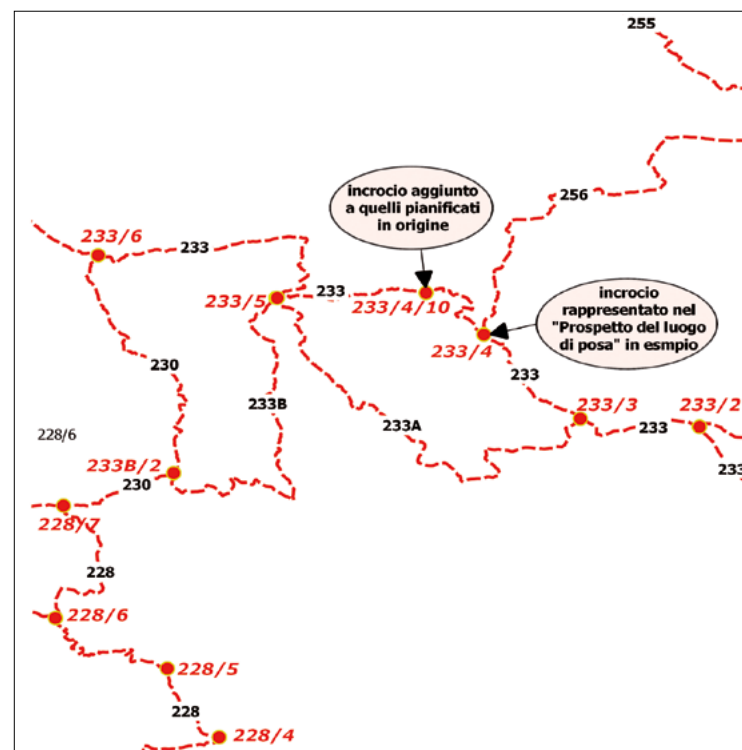 255
incrocio aggiunto
a quelli pianificati
in origine
256
233/6
233
233/5
233
233/4/10
incrocio
rappresentato nel
"Prospetto del luogo
di posa" in esmpio
233/4
230
233
233B
233A
233/3
233
233/2
228/6
233B/2
230
233
228/7
228
228/6
228/5
228
228/4